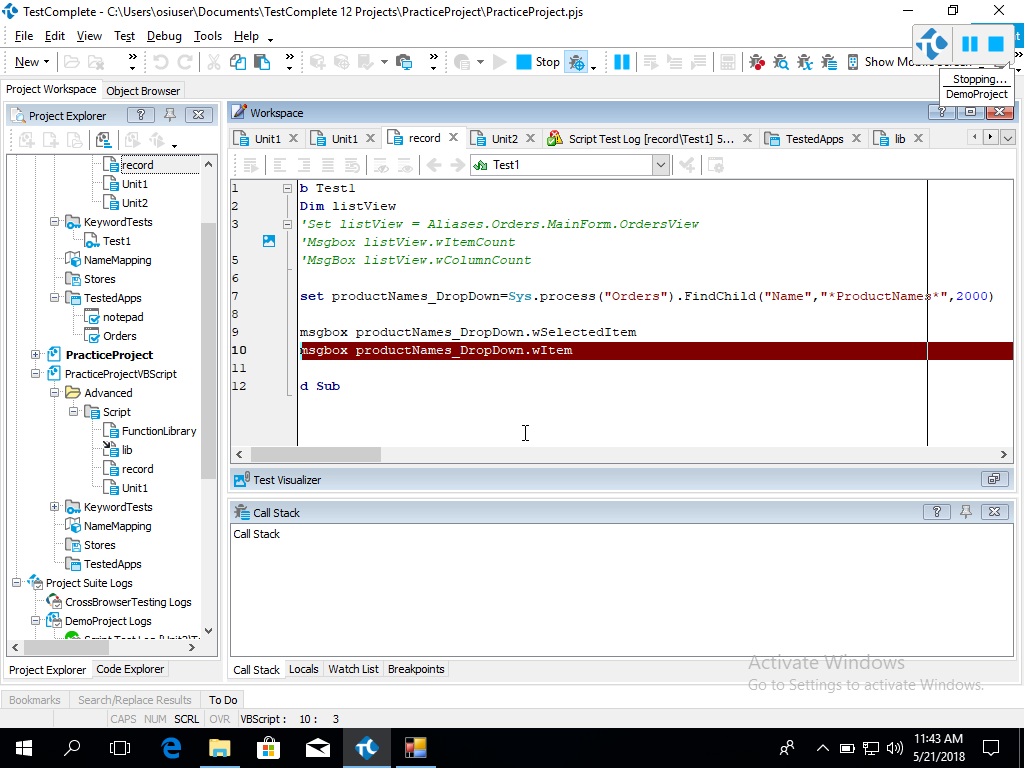 TestComplete - C:\Users\osiuser\Documents\TestComplete 12 Projects\PracticeProject\PracticeProject.pjs
File Edit View Test Debug Tools Help
New Stop Show Mo
Stopping...
DemoProject
Project Workspace Object Browser
Project Explorer
record
Unit1
Unit2
KeywordTests
Test1
NameMapping
Stores
TestedApps
notepad
Orders
PracticeProject
PracticeProjectVBScript
Advanced
Script
FunctionLibrary
lib
record
Unit1
KeywordTests
NameMapping
Stores
TestedApps
Project Suite Logs
CrossBrowserTesting Logs
DemoProject Logs
Script Test Log [Unit2\T
Project Explorer Code Explorer
Workspace
Unit1 Unit1 record Unit2 Script Test Log [record\Test1] 5... TestedApps lib
Test1
1 b Test1
2 Dim listView
3 'Set listView = Aliases.Orders.MainForm.OrdersView
'Msgbox listView.wItemCount
5 'MsgBox listView.wColumnCount
6
7 set productNames_DropDown=Sys.process("Orders").FindChild("Name","*ProductNames*",2000)
8
9 msgbox productNames_DropDown.wSelectedItem
10 msgbox productNames_DropDown.wItem
11
12 d Sub
Test Visualizer
Call Stack
Call Stack
Call Stack Locals Watch List Breakpoints
Activate Windows
Go to Settings to activate Windows.
Bookmarks Search/Replace Results To Do
CAPS NUM SCRL OVR VBScript : 10 : 3
11:43 AM
5/21/2018